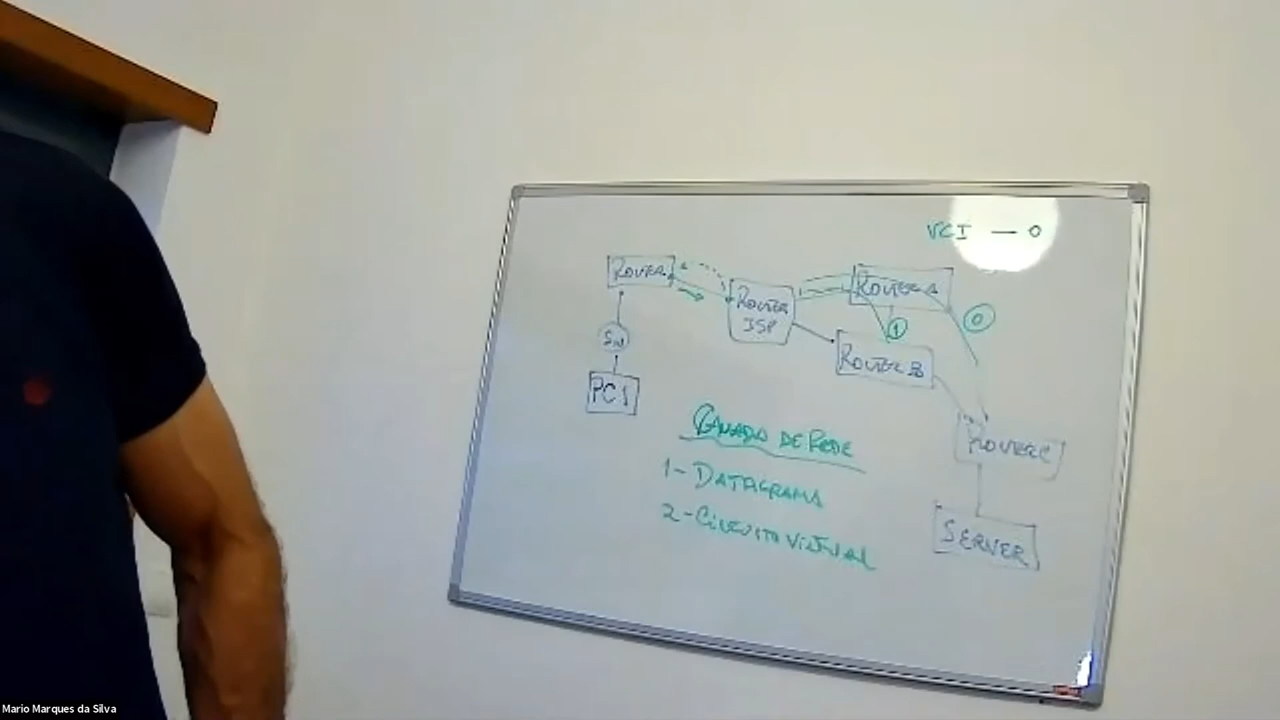 VCI — 0
ROUTER
ROUTER
ISP
ROUTER A
0
1
SW
ROUTER B
PC1
CAMADA DE REDE
ROUTER C
1- DATAGRAMA
2- CIRCUITO VIRTUAL
SERVER
Mario Marques da Silva